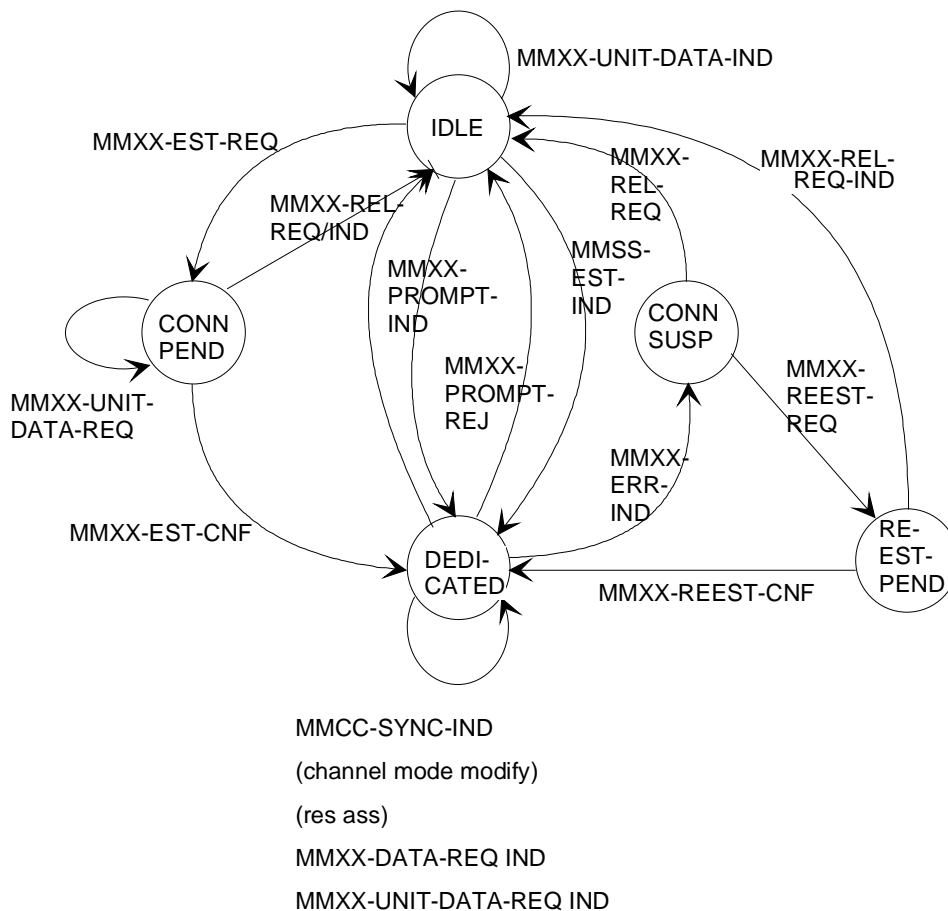 MMXX-UNIT-DATA-IND
IDLE
MMXX-EST-REQ
MMXX-
REL-
REQ
MMXX-REL-
REQ-IND
MMXX-REL-
REQ/IND
MMXX-
PROMPT-
IND
MMSS-
EST-
IND
CONN
PEND
CONN
SUSP
MMXX-
PROMPT-
REJ
MMXX-
REEST-
REQ
MMXX-UNIT-
DATA-REQ
MMXX-
ERR-
IND
MMXX-EST-CNF
DEDI-
CATED
RE-
EST-
PEND
MMXX-REEST-CNF
MMCC-SYNC-IND
(channel mode modify)
(res ass)
MMXX-DATA-REQ IND
MMXX-UNIT-DATA-REQ IND